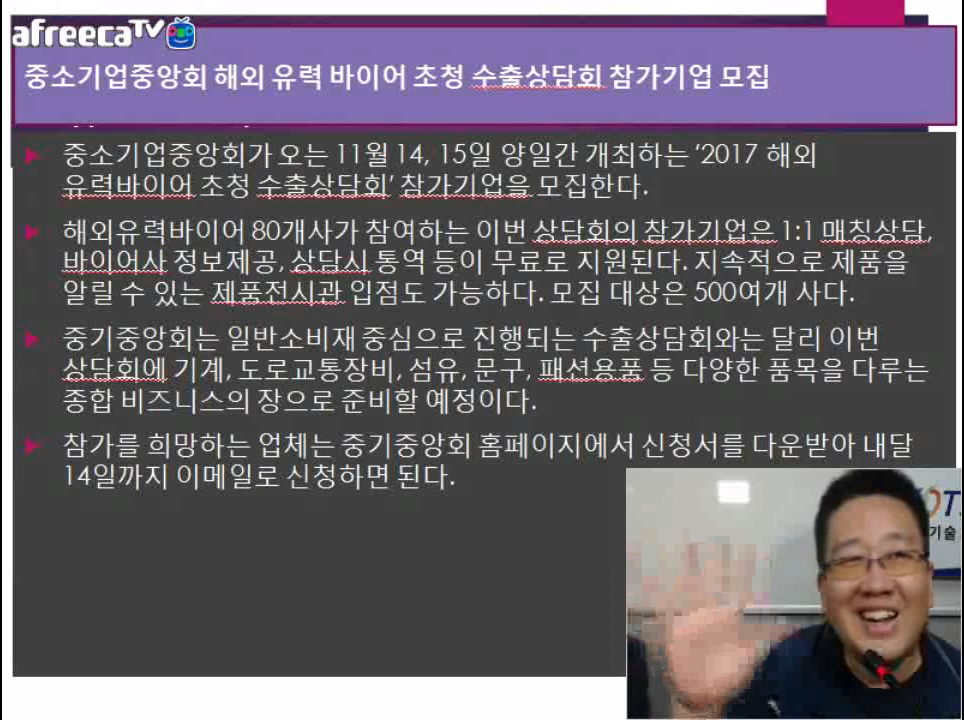 afreecaTV
중소기업중앙회 해외 유력 바이어 초청 수출상담회 참가기업 모집
중소기업중앙회가 오는 11월 14, 15일 양일간 개최하는 ‘2017 해외
유력바이어 초청 수출상담회’ 참가기업을 모집한다.
해외유력바이어 80개사가 참여하는 이번 상담회의 참가기업은 1:1 매칭상담,
바이어사 정보제공, 상담시 통역 등이 무료로 지원된다. 지속적으로 제품을
알릴 수 있는 제품전시관 입점도 가능하다. 모집 대상은 500여개 사다.
중기중앙회는 일반소비재 중심으로 진행되는 수출상담회와는 달리 이번
상담회에 기계, 도로교통장비, 섬유, 문구, 패션용품 등 다양한 품목을 다루는
종합 비즈니스의 장으로 준비할 예정이다.
참가를 희망하는 업체는 중기중앙회 홈페이지에서 신청서를 다운받아 내달
14일까지 이메일로 신청하면 된다.
OT
기술